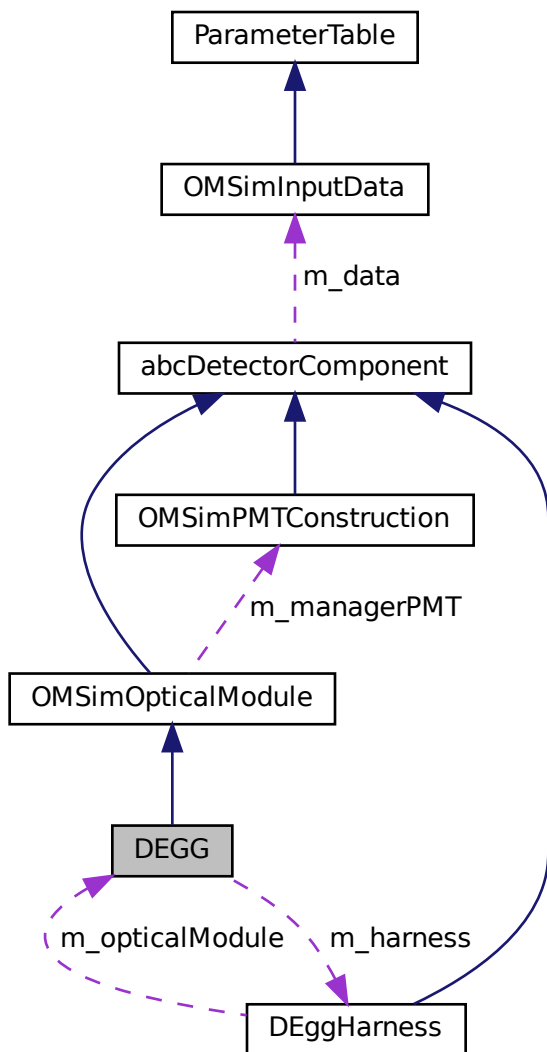 ParameterTable
OMSimInputData
m_data
abcDetectorComponent
OMSimPMTConstruction
m_managerPMT
OMSimOpticalModule
DEGG
m_opticalModule
m_harness
DEggHarness